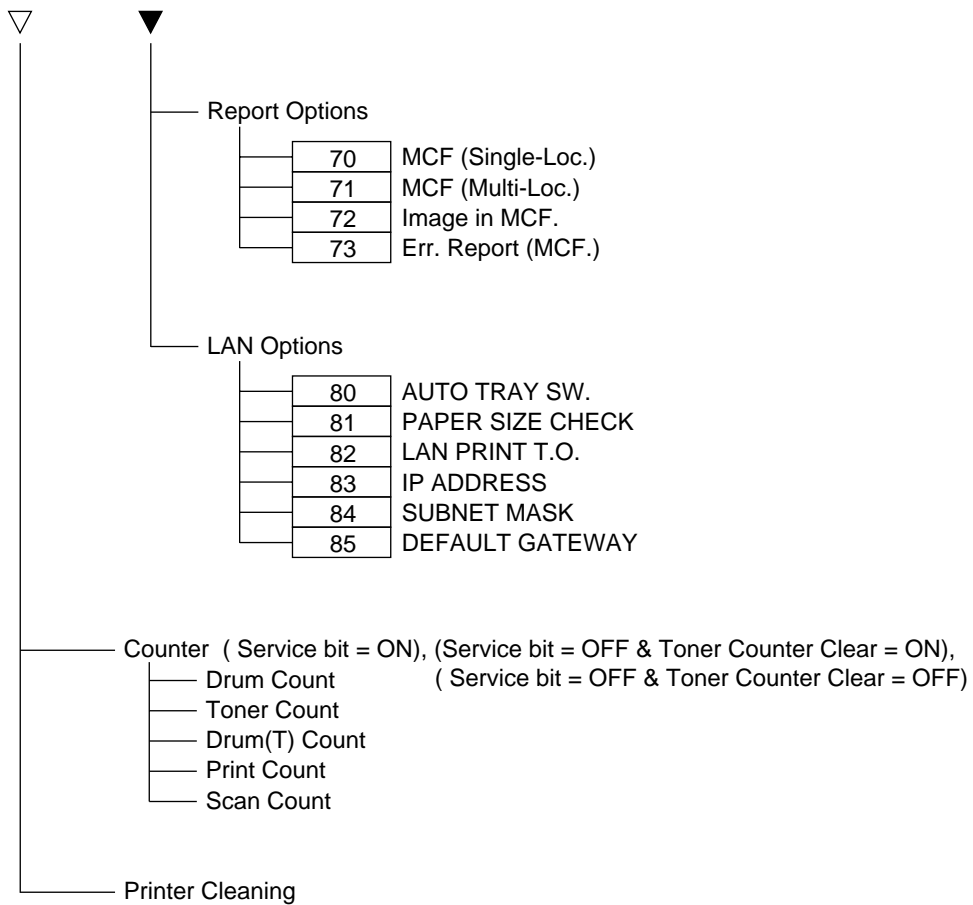 Report Options
70 MCF (Single-Loc.)
71 MCF (Multi-Loc.)
72 Image in MCF.
73 Err. Report (MCF.)
LAN Options
80 AUTO TRAY SW.
81 PAPER SIZE CHECK
82 LAN PRINT T.O.
83 IP ADDRESS
84 SUBNET MASK
85 DEFAULT GATEWAY
Counter ( Service bit = ON), (Service bit = OFF & Toner Counter Clear = ON),
( Service bit = OFF & Toner Counter Clear = OFF)
Drum Count
Toner Count
Drum(T) Count
Print Count
Scan Count
Printer Cleaning